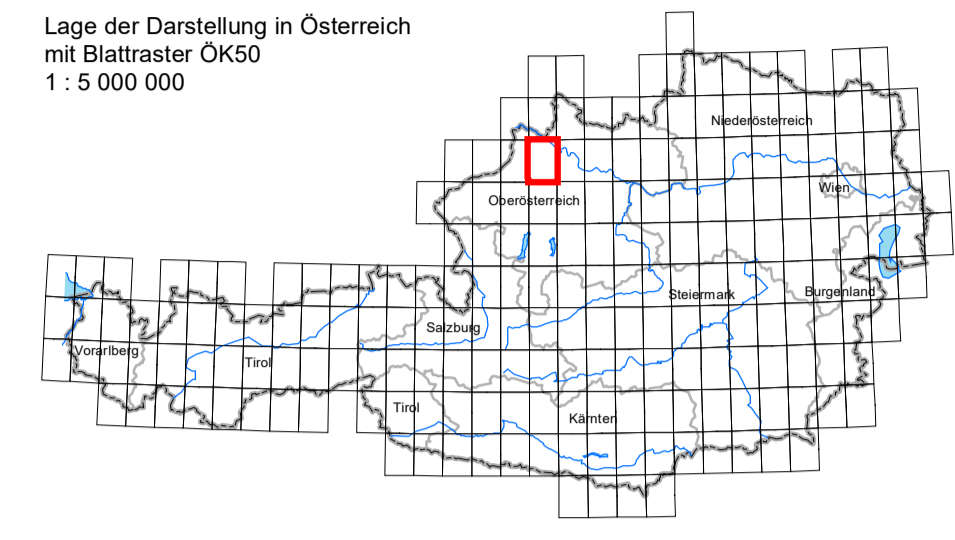 Lage der Darstellung in Österreich
mit Blattraster ÖK50
1 : 5 000 000
Niederösterreich
Wien
Oberösterreich
Steiermark
Burgenland
Salzburg
Vorarlberg
Tirol
Tirol
Kärnten